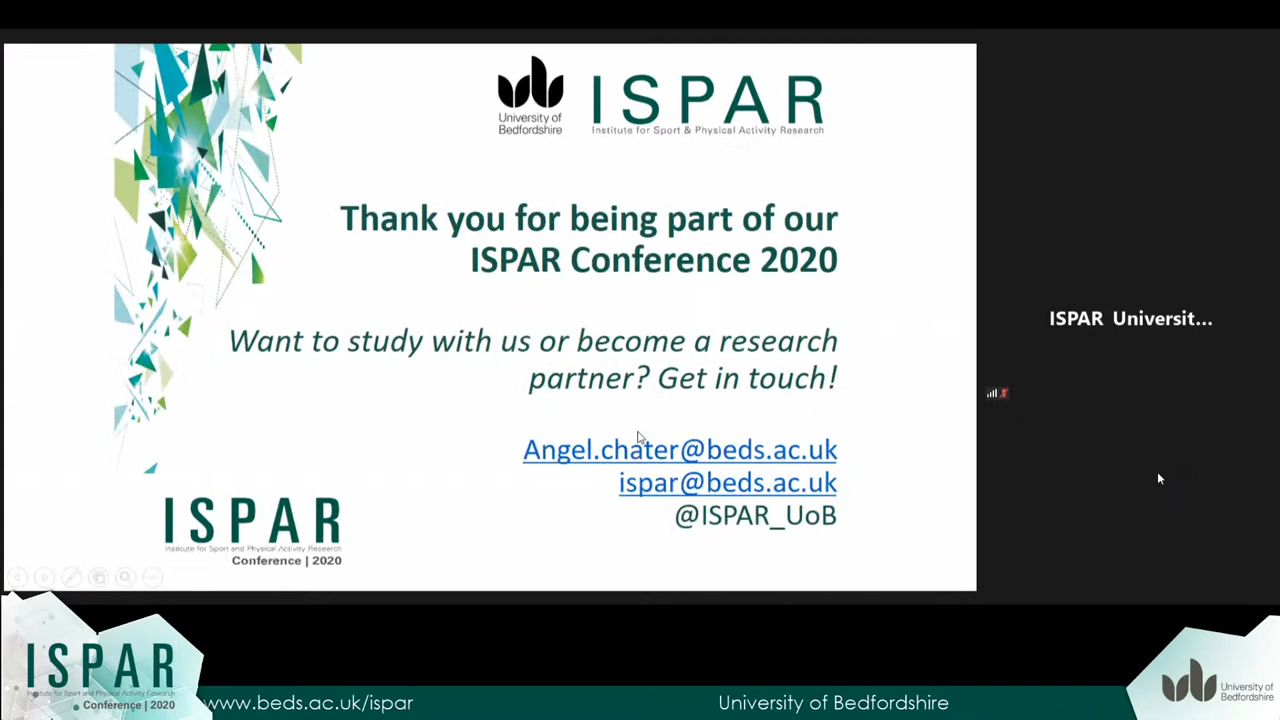 University of
Bedfordshire
ISPAR
Institute for Sport & Physical Activity Research
Thank you for being part of our
ISPAR Conference 2020
Want to study with us or become a research
partner? Get in touch!
Angel.chater@beds.ac.uk
ispar@beds.ac.uk
@ISPAR_UoB
ISPAR
Institute for Sport and Physical Activity Research
Conference | 2020
ISPAR Universit...
ISPAR
Institute for Sport and Physical Activity Research
Conference | 2020
www.beds.ac.uk/ispar
University of Bedfordshire
University of
Bedfordshire